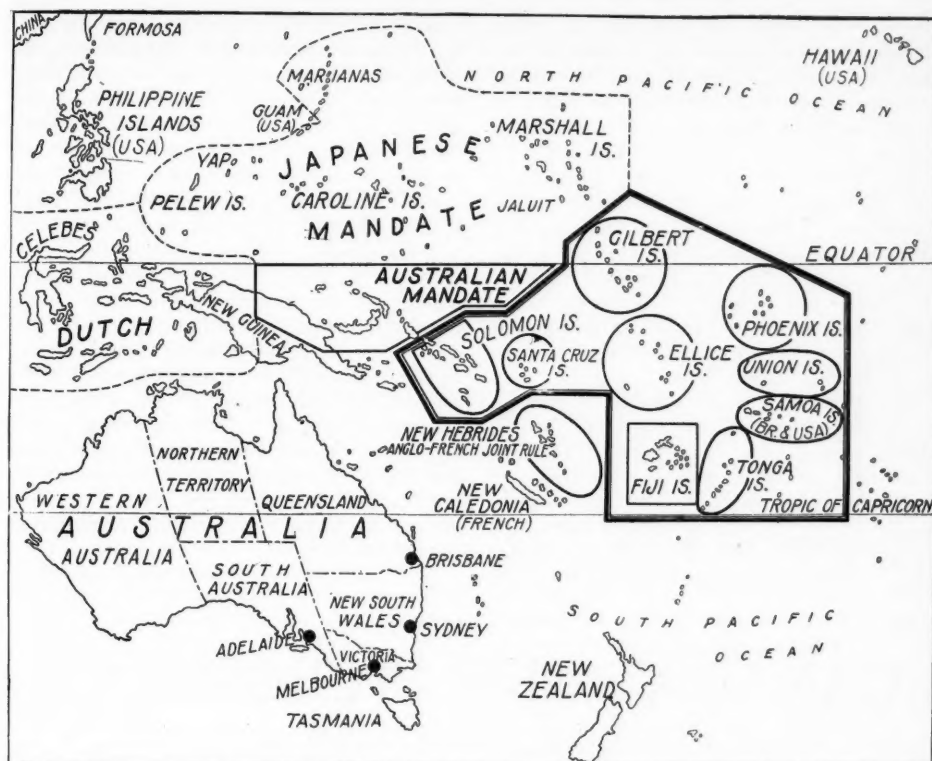 CHINA
FORMOSA
HAWAII
(USA)
NORTH PACIFIC OCEAN
MARIJANAS
GUAM
(USA)
PHILIPPINE
ISLANDS
(USA)
MARSHALL
IS.
JAPANESE
YAP
PELEW IS.
CAROLINE IS.
MANDATE
JALUIT
CELEBES
GILBERT
IS.
EQUATOR
AUSTRALIAN
MANDATE
NEW GUINEA
DUTCH
SOLOMON IS.
PHOENIX IS.
SANTA CRUZ
IS.
ELLICE
IS.
UNION IS.
SAMOA IS.
(BR. & USA)
NEW HEBRIDES
ANGLO-FRENCH JOINT RULE
NORTHERN
TERRITORY
FIJI IS.
TONGA
IS.
NEW
CALEDONIA
(FRENCH)
WESTERN
QUEENSLAND
TROPIC OF CAPRICORN
AUSTRALIA
AUSTRALIA
BRISBANE
SOUTH
AUSTRALIA
NEW SOUTH
WALES
SYDNEY
SOUTH PACIFIC
OCEAN
ADELAIDE
VICTORIA
MELBOURNE
NEW
ZEALAND
TASMANIA